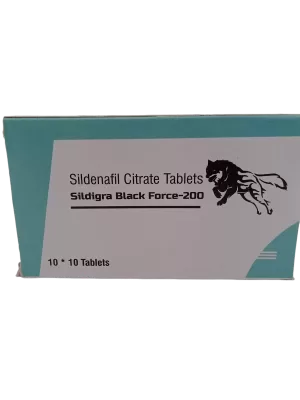 Sildenafil Citrate Tablets
Sildigra Black Force-200
10 * 10 Tablets